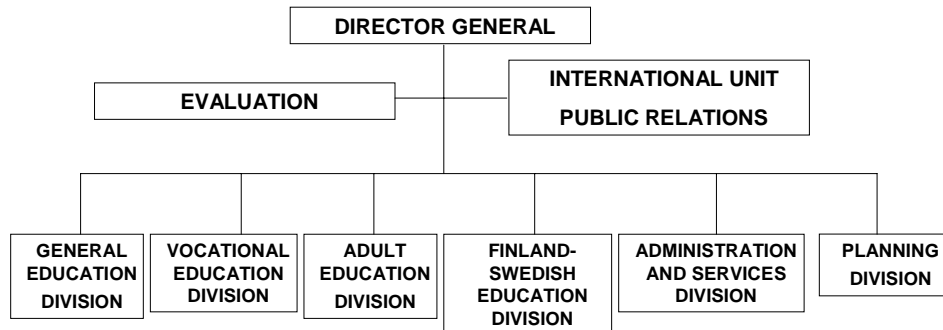 DIRECTOR GENERAL
EVALUATION
INTERNATIONAL UNIT
PUBLIC RELATIONS
GENERAL
EDUCATION
DIVISION
VOCATIONAL
EDUCATION
DIVISION
ADULT
EDUCATION
DIVISION
FINLAND-
SWEDISH
EDUCATION
DIVISION
ADMINISTRATION
AND SERVICES
DIVISION
PLANNING
DIVISION